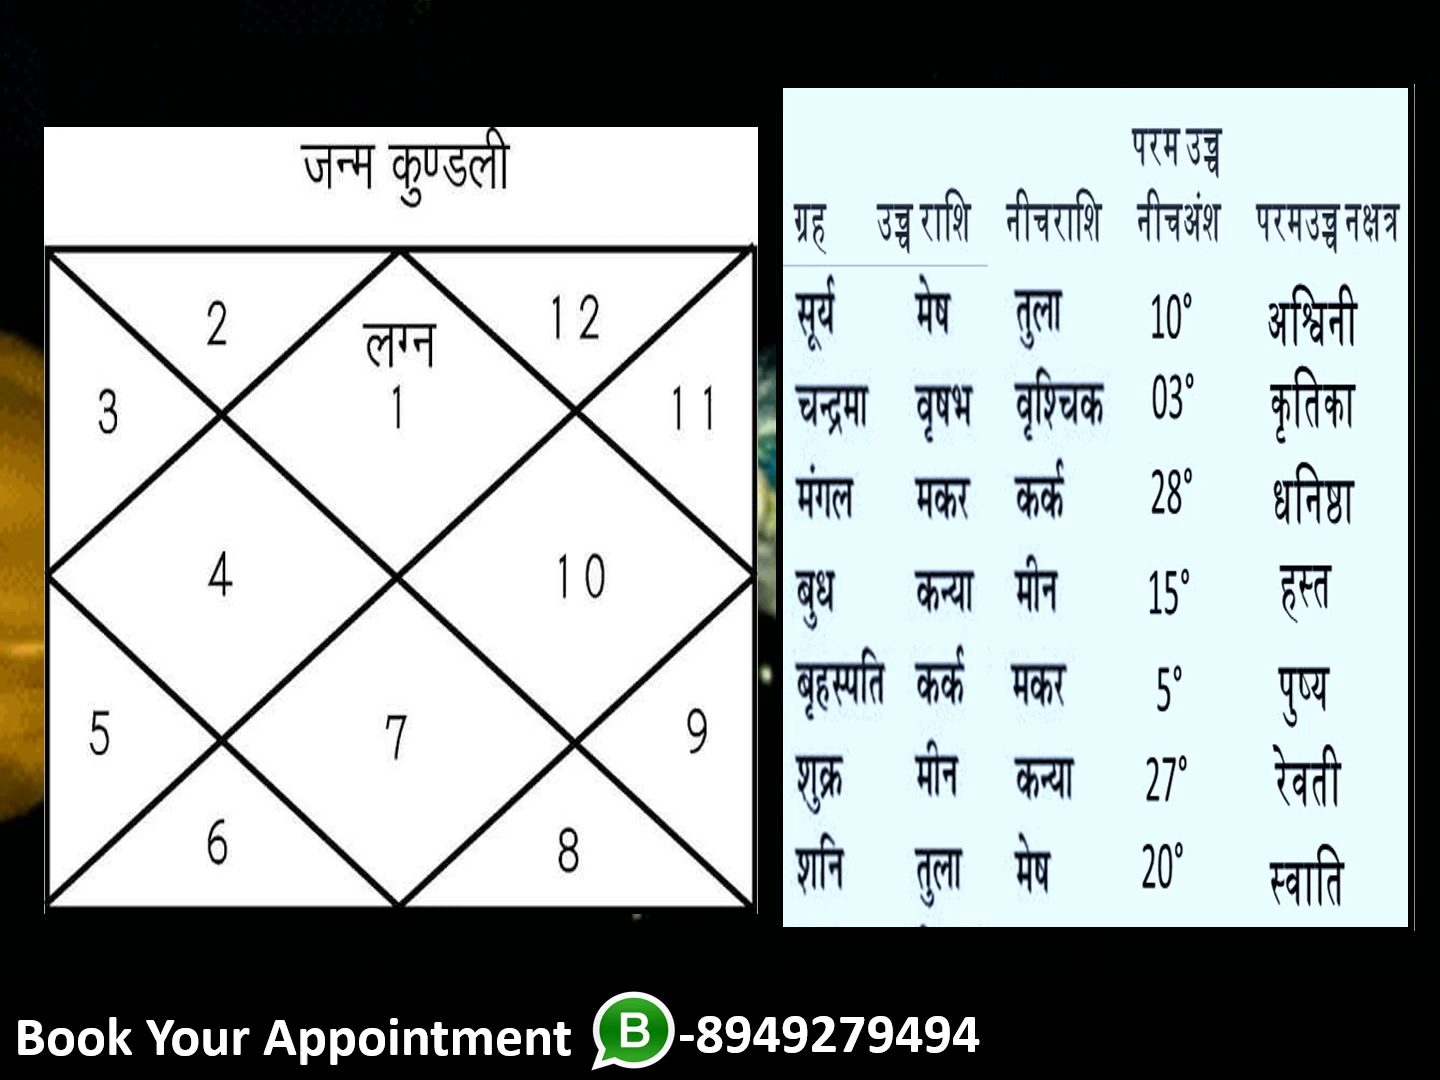 जन्म कुण्डली
2
12
लग्न
3
1
11
4
10
5
7
9
6
8
परम उच्च
ग्रह उच्च राशि नीचराशि नीचअंश परमउच्च नक्षत्र
सूर्य मेष तुला 10° अश्विनी
चन्द्रमा वृषभ वृश्चिक 03° कृतिका
मंगल मकर कर्क 28° धनिष्ठा
बुध कन्या मीन 15° हस्त
बृहस्पति कर्क मकर 5° पुष्य
शुक्र मीन कन्या 27° रेवती
शनि तुला मेष 20° स्वाति
Book Your Appointment B -8949279494